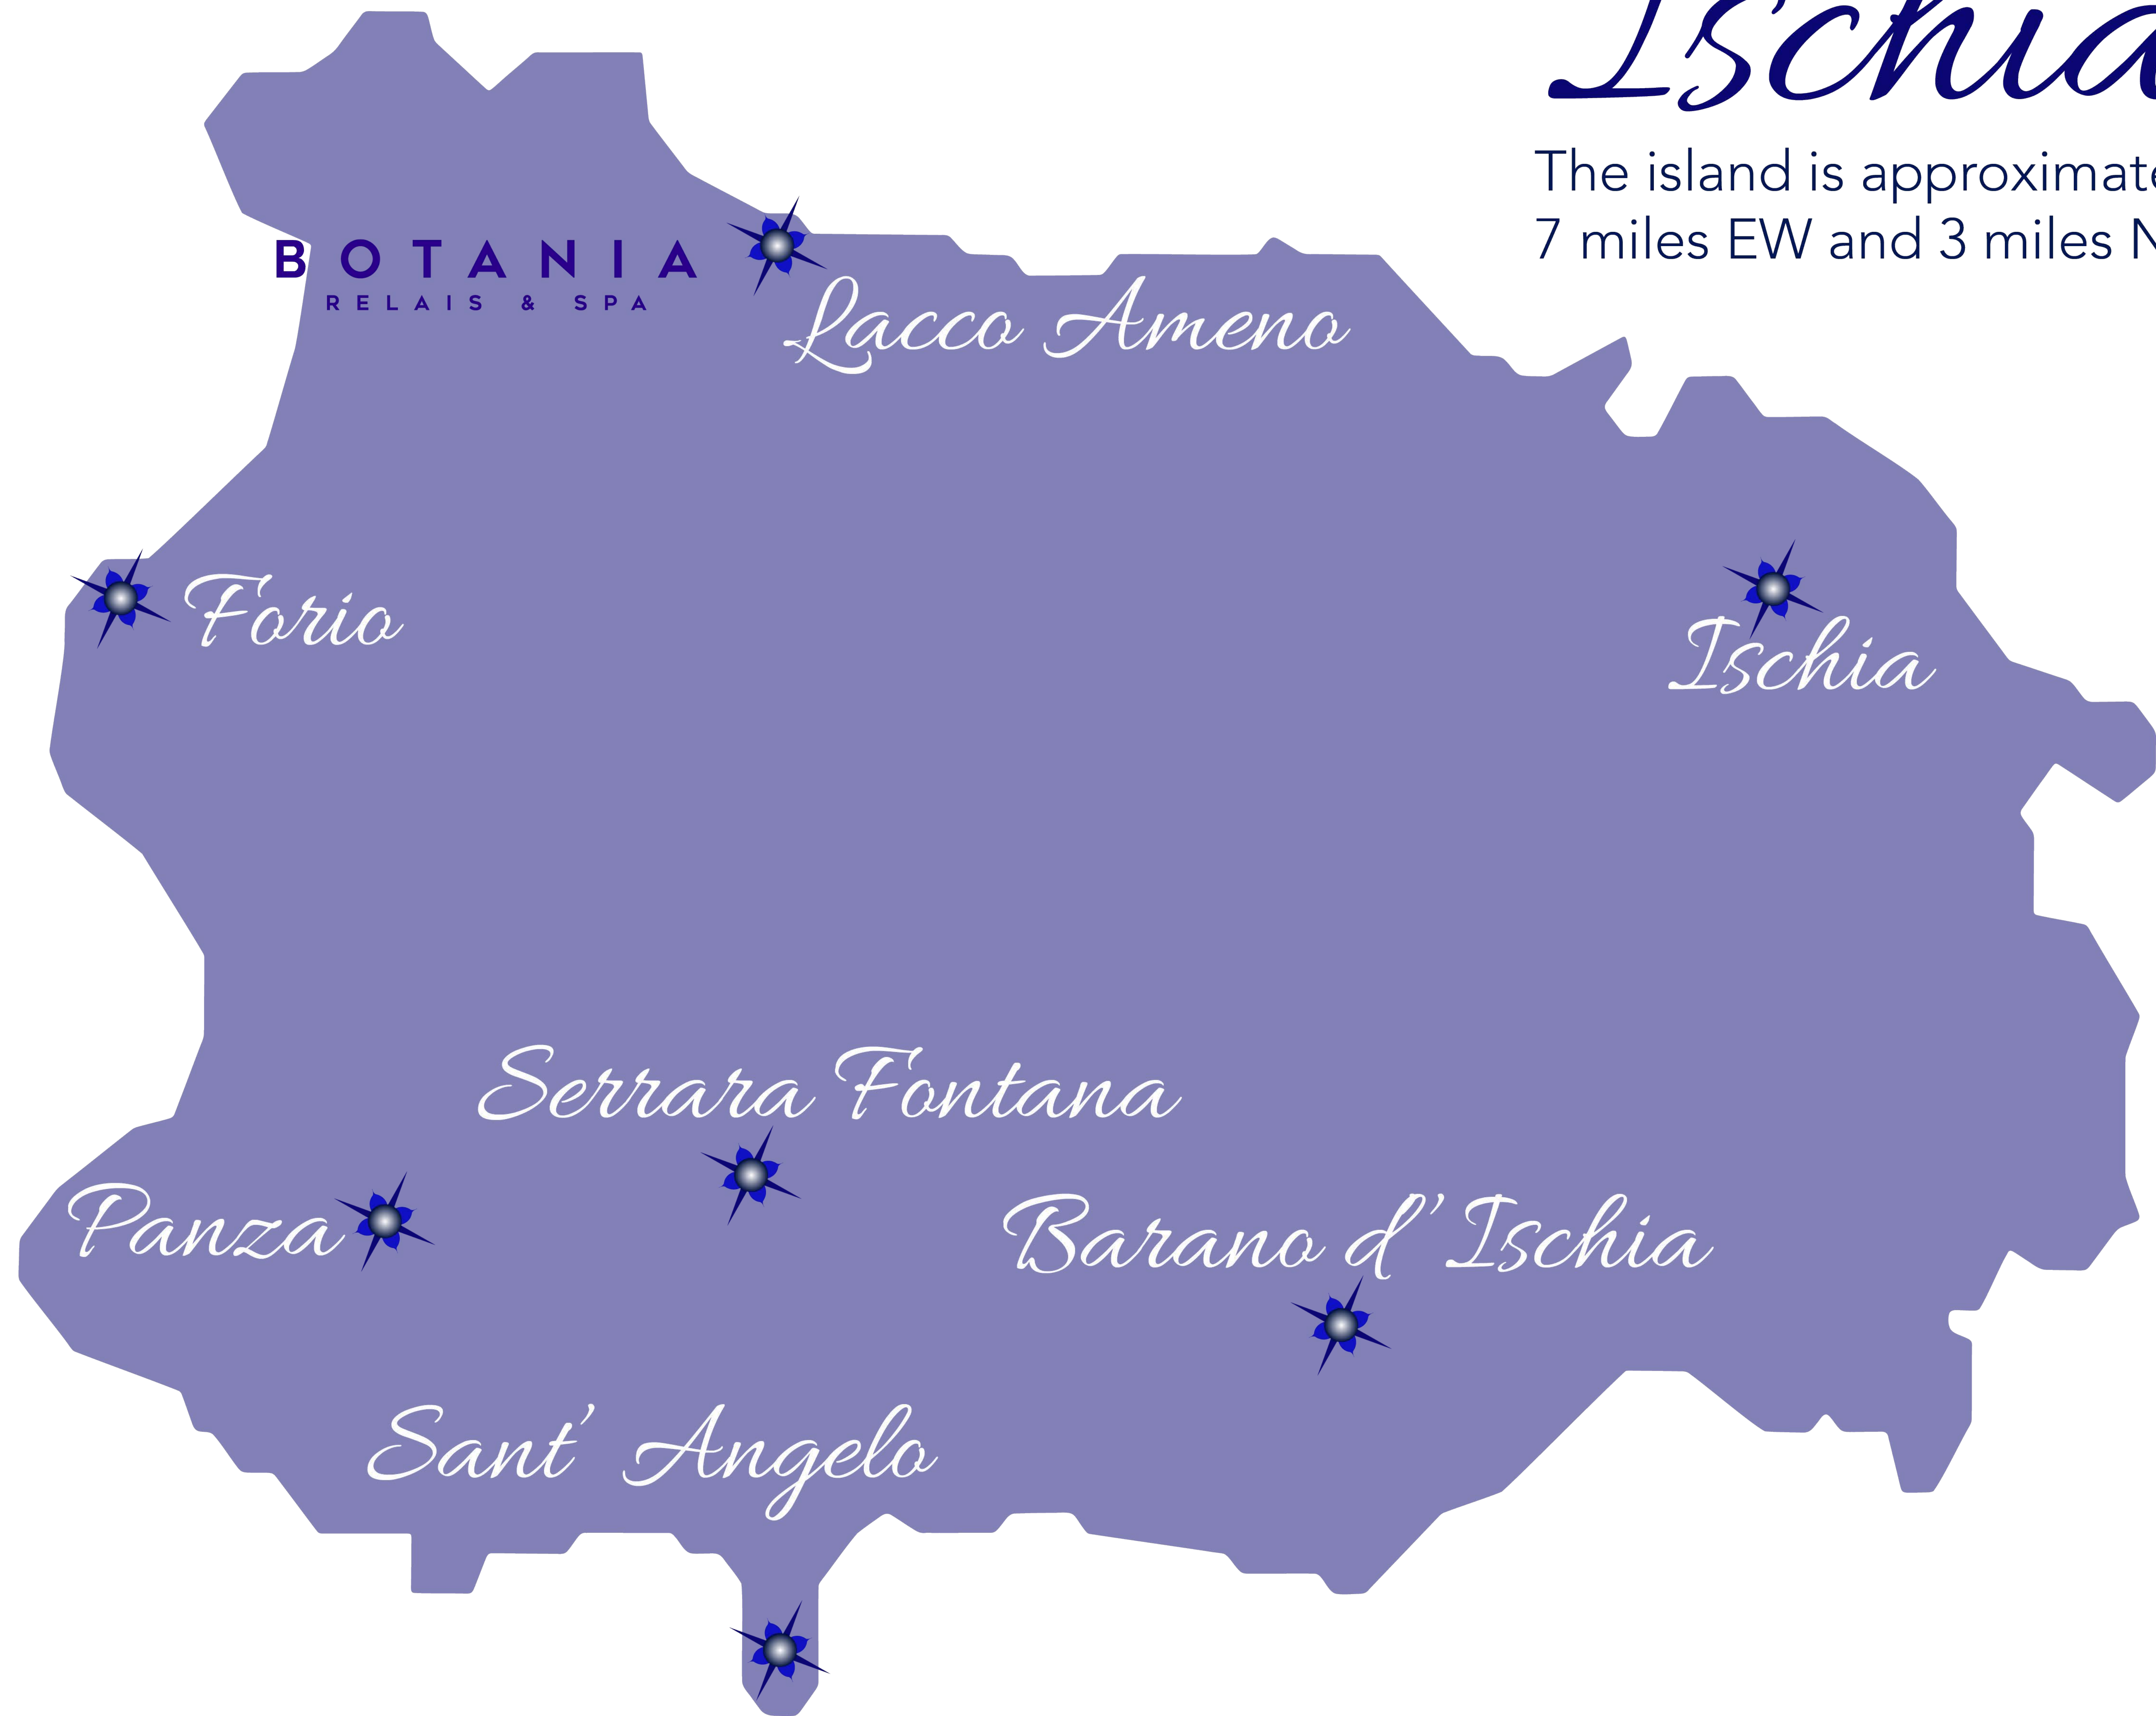 Ischia
The island is approximate
7 miles EW and 3 miles N
BOTANIA
RELAIS & SPA
Lacco Ameno
Forio
Ischia
Serrara Fontana
Panza
Barano d'Ischia
Sant' Angelo